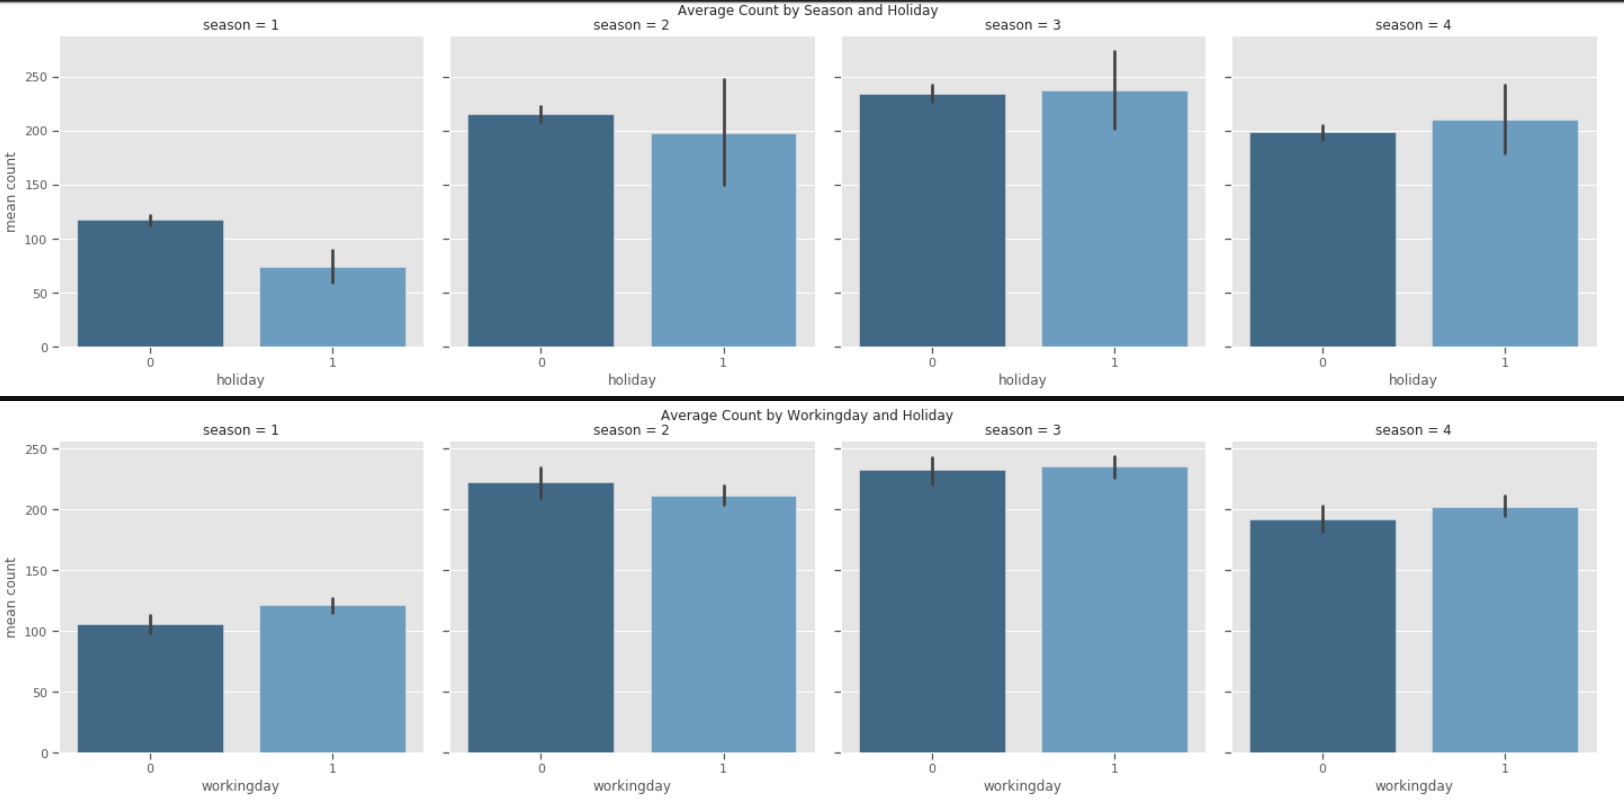 Average Count by Season and Holiday
season = 1 season = 2 season = 3 season = 4
250
200
150
100
50
0
mean count
0 1 0 1 0 1 0 1
holiday holiday holiday holiday
Average Count by Workingday and Holiday
season = 1 season = 2 season = 3 season = 4
250
200
150
100
50
0
mean count
0 1 0 1 0 1 0 1
workingday workingday workingday workingday